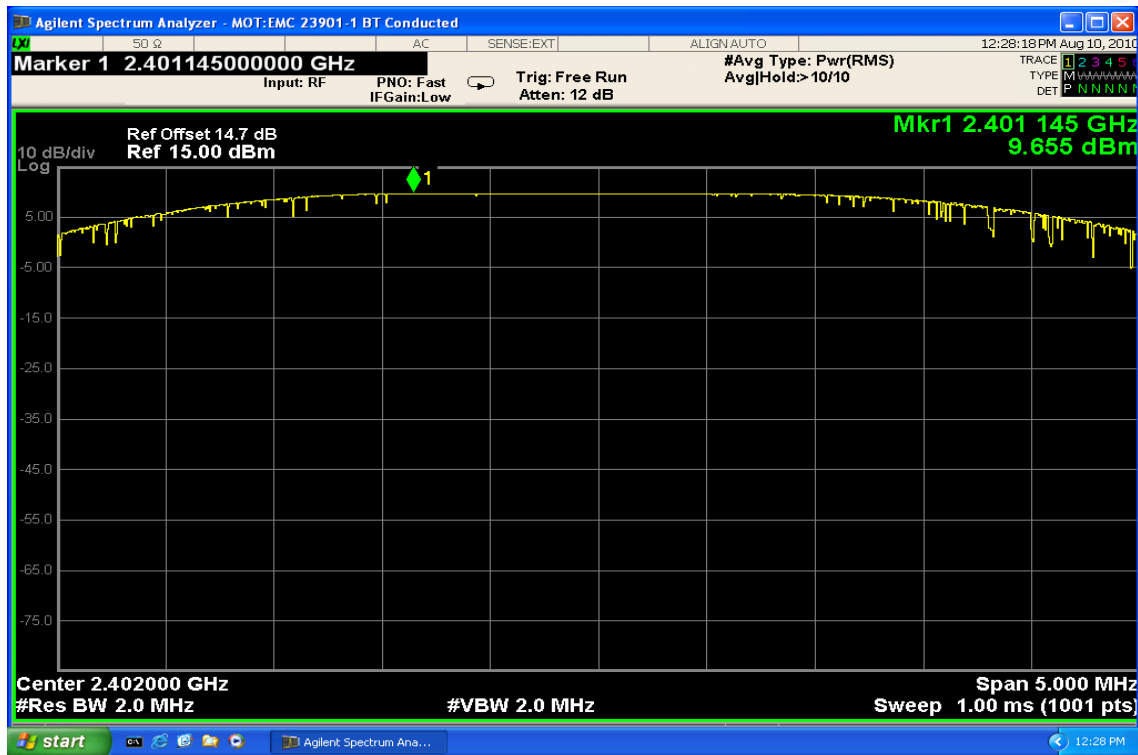 Agilent Spectrum Analyzer - MOT:EMC 23901-1 BT Conducted
LXI 50 Ω AC SENSE:EXT ALIGN AUTO 12:28:18 PM Aug 10, 2010
Marker 1 2.401145000000 GHz
Input: RF
PNO: Fast
IFGain:Low
Trig: Free Run
Atten: 12 dB
#Avg Type: Pwr(RMS)
Avg|Hold:>10/10
TRACE 1 2 3 4 5 6
TYPE M
DET P N N N N N
Mkr1 2.401 145 GHz
9.655 dBm
Ref Offset 14.7 dB
10 dB/div Ref 15.00 dBm
Log
1
5.00
-5.00
-15.0
-25.0
-35.0
-45.0
-55.0
-65.0
-75.0
Center 2.402000 GHz Span 5.000 MHz
#Res BW 2.0 MHz #VBW 2.0 MHz Sweep 1.00 ms (1001 pts)
start Agilent Spectrum Ana... 12:28 PM